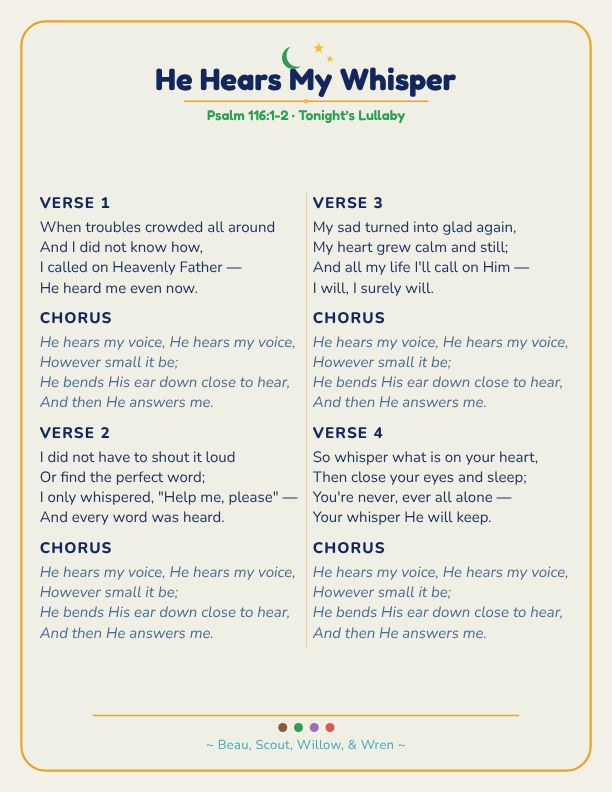 He Hears My Whisper
Psalm 116:1-2 · Tonight's Lullaby
VERSE 1
When troubles crowded all around
And I did not know how,
I called on Heavenly Father —
He heard me even now.
CHORUS
He hears my voice, He hears my voice,
However small it be;
He bends His ear down close to hear,
And then He answers me.
VERSE 2
I did not have to shout it loud
Or find the perfect word;
I only whispered, "Help me, please" —
And every word was heard.
CHORUS
He hears my voice, He hears my voice,
However small it be;
He bends His ear down close to hear,
And then He answers me.
VERSE 3
My sad turned into glad again,
My heart grew calm and still;
And all my life I'll call on Him —
I will, I surely will.
CHORUS
He hears my voice, He hears my voice,
However small it be;
He bends His ear down close to hear,
And then He answers me.
VERSE 4
So whisper what is on your heart,
Then close your eyes and sleep;
You're never, ever all alone —
Your whisper He will keep.
CHORUS
He hears my voice, He hears my voice,
However small it be;
He bends His ear down close to hear,
And then He answers me.
~ Beau, Scout, Willow, & Wren ~